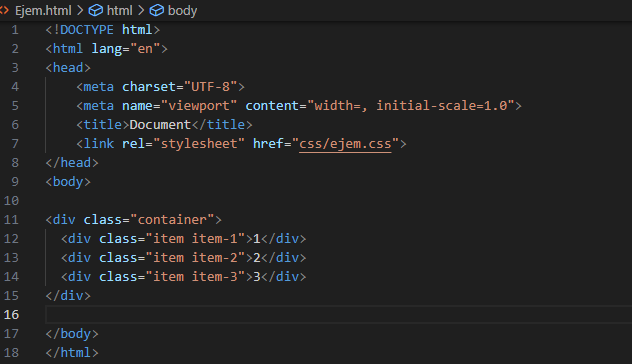 Ejem.html > html > body
1 <!DOCTYPE html>
2 <html lang="en">
3 <head>
4     <meta charset="UTF-8">
5     <meta name="viewport" content="width=, initial-scale=1.0">
6     <title>Document</title>
7     <link rel="stylesheet" href="css/ejem.css">
8 </head>
9 <body>
10
11 <div class="container">
12   <div class="item item-1">1</div>
13   <div class="item item-2">2</div>
14   <div class="item item-3">3</div>
15 </div>
16
17 </body>
18 </html>